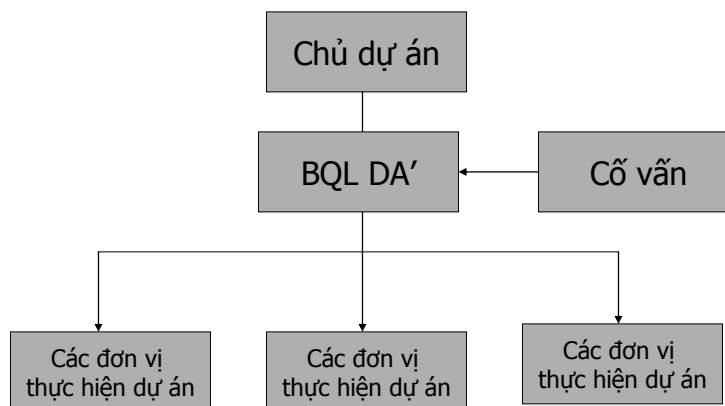 Chủ dự án
BQL DA’
Cố vấn
Các đơn vị
thực hiện dự án
Các đơn vị
thực hiện dự án
Các đơn vị
thực hiện dự án